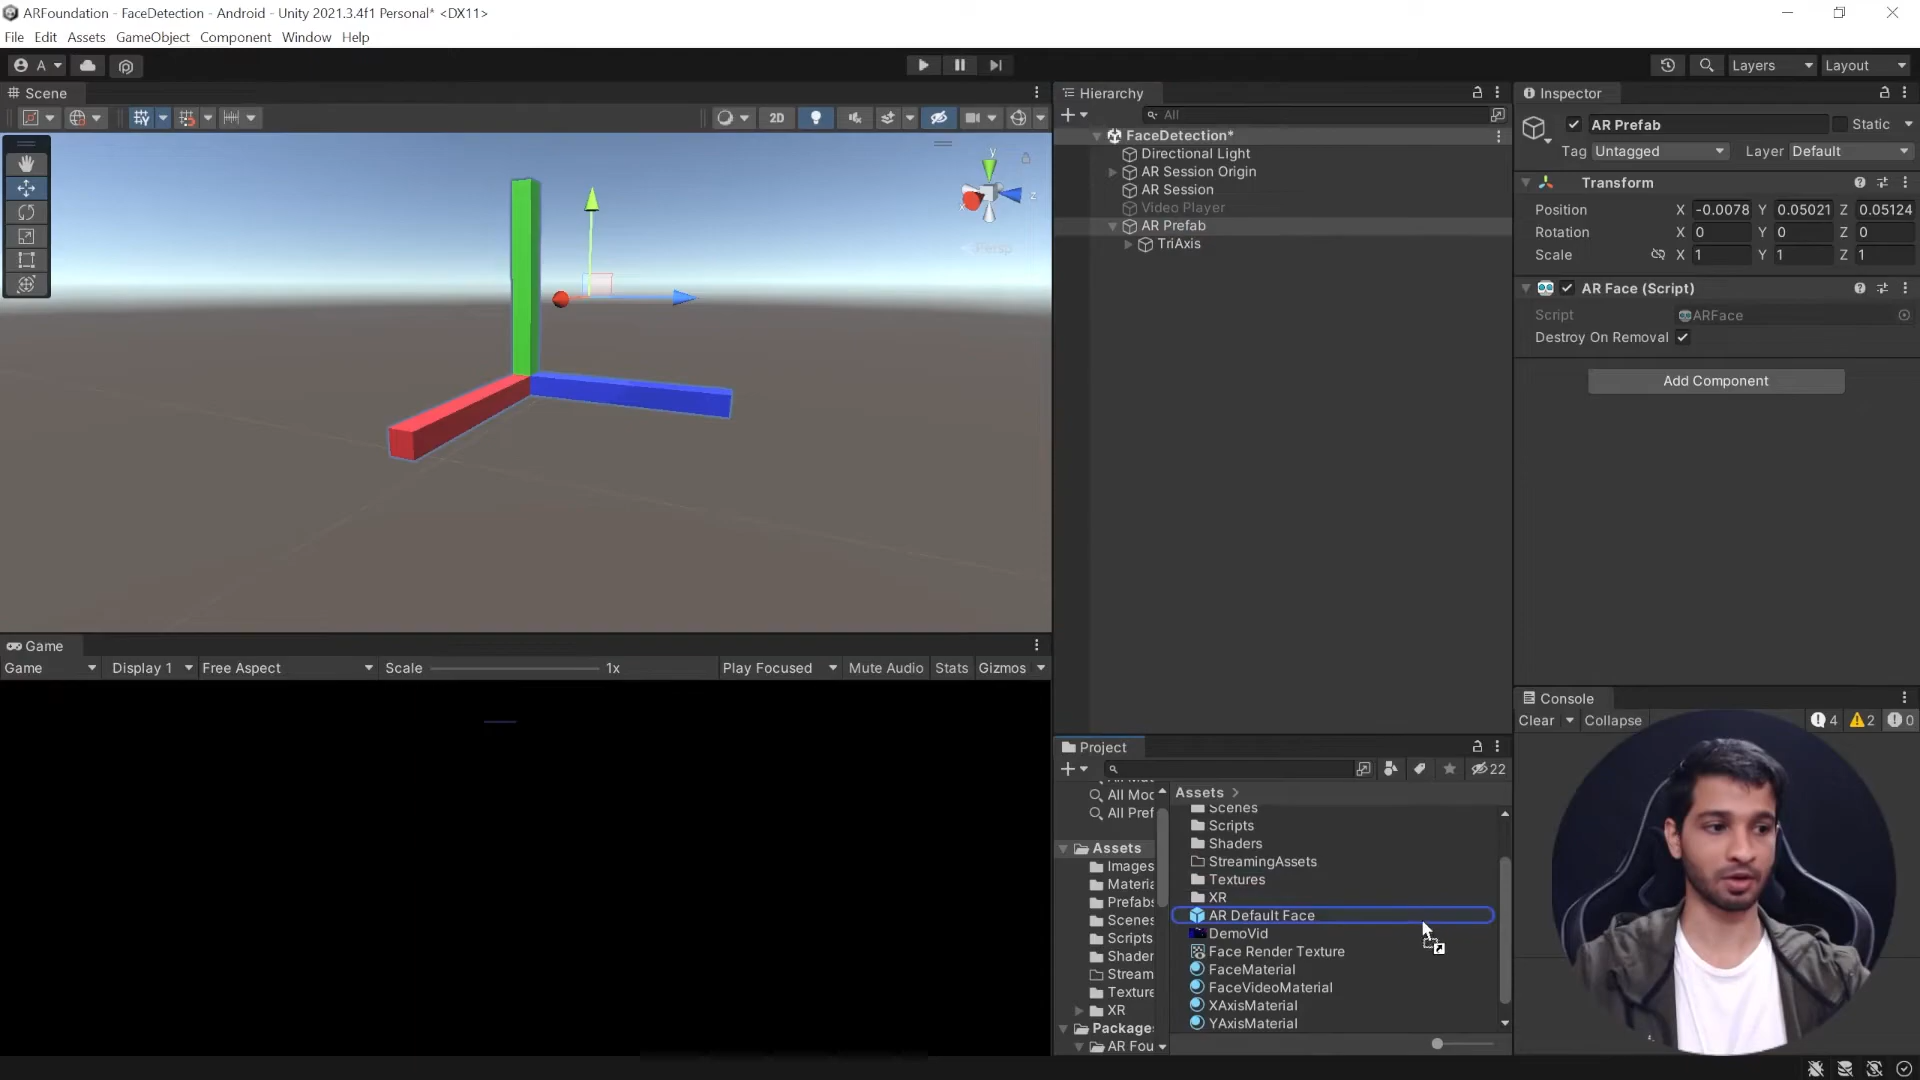 ARFoundation - FaceDetection - Android - Unity 2021.3.4f1 Personal* <DX11>
File Edit Assets GameObject Component Window Help
A
Layers
Layout
Scene
2D
y
x
z
Persp
Hierarchy
All
FaceDetection*
Directional Light
AR Session Origin
AR Session
Video Player
AR Prefab
TriAxis
Inspector
AR Prefab Static
Tag Untagged Layer Default
Transform
Position X -0.0078 Y 0.05021 Z 0.05124
Rotation X 0 Y 0 Z 0
Scale X 1 Y 1 Z 1
AR Face (Script)
Script ARFace
Destroy On Removal
Add Component
Game
Game Display 1 Free Aspect Scale 1x Play Focused Mute Audio Stats Gizmos
Project
22
All Moc
All Pref
Assets
Images
Materia
Prefabs
Scenes
Scripts
Shader
Stream
Texture
XR
Package
AR Fou
Assets
Scenes
Scripts
Shaders
StreamingAssets
Textures
XR
AR Default Face
DemoVid
Face Render Texture
FaceMaterial
FaceVideoMaterial
XAxisMaterial
YAxisMaterial
Console
Clear Collapse 4 2 0